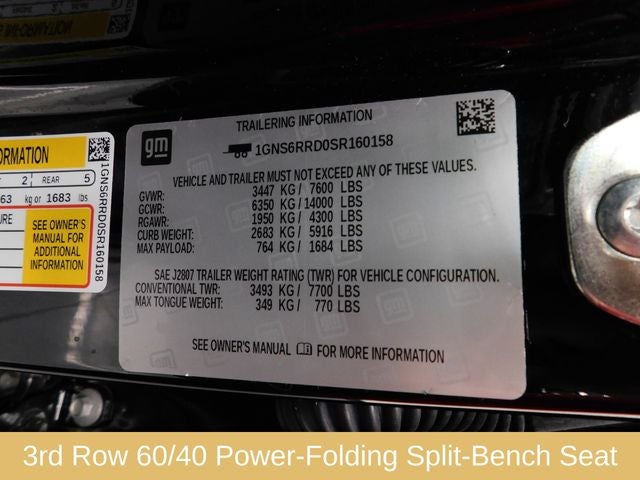 TRAILERING INFORMATION
gm
1GNS6RRD0SR160158
VEHICLE AND TRAILER MUST NOT EXCEED ANY OF THESE VALUES.
GVWR: 3447 KG / 7600 LBS
GCWR: 6350 KG / 14000 LBS
RGAWR: 1950 KG / 4300 LBS
CURB WEIGHT: 2683 KG / 5916 LBS
MAX PAYLOAD: 764 KG / 1684 LBS
SAE J2807 TRAILER WEIGHT RATING (TWR) FOR VEHICLE CONFIGURATION.
CONVENTIONAL TWR: 3493 KG / 7700 LBS
MAX TONGUE WEIGHT: 349 KG / 770 LBS
SEE OWNER'S MANUAL FOR MORE INFORMATION
2 REAR 5
kg or 1683 lbs
SEE OWNER'S
MANUAL FOR
ADDITIONAL
INFORMATION
1GNS6RRD0SR160158
3rd Row 60/40 Power-Folding Split-Bench Seat